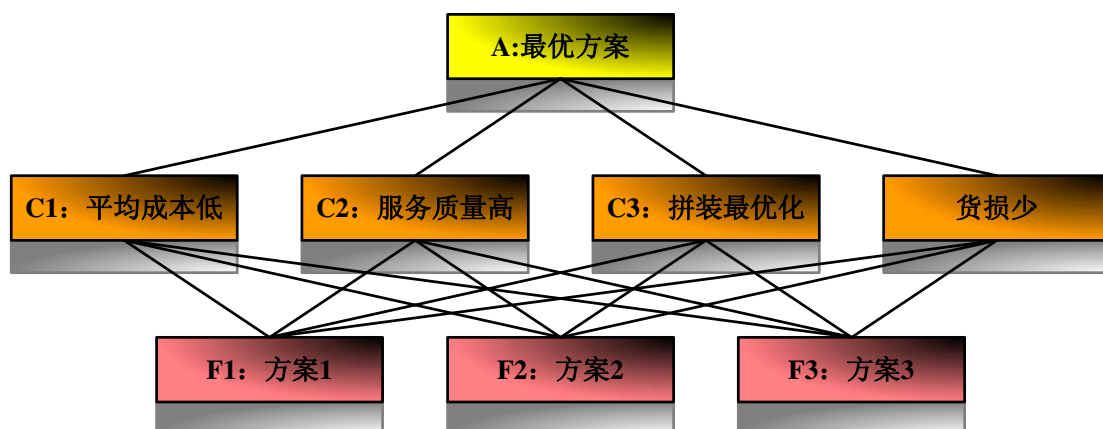 A:最优方案
C1：平均成本低
C2：服务质量高
C3：拼装最优化
货损少
F1：方案1
F2：方案2
F3：方案3